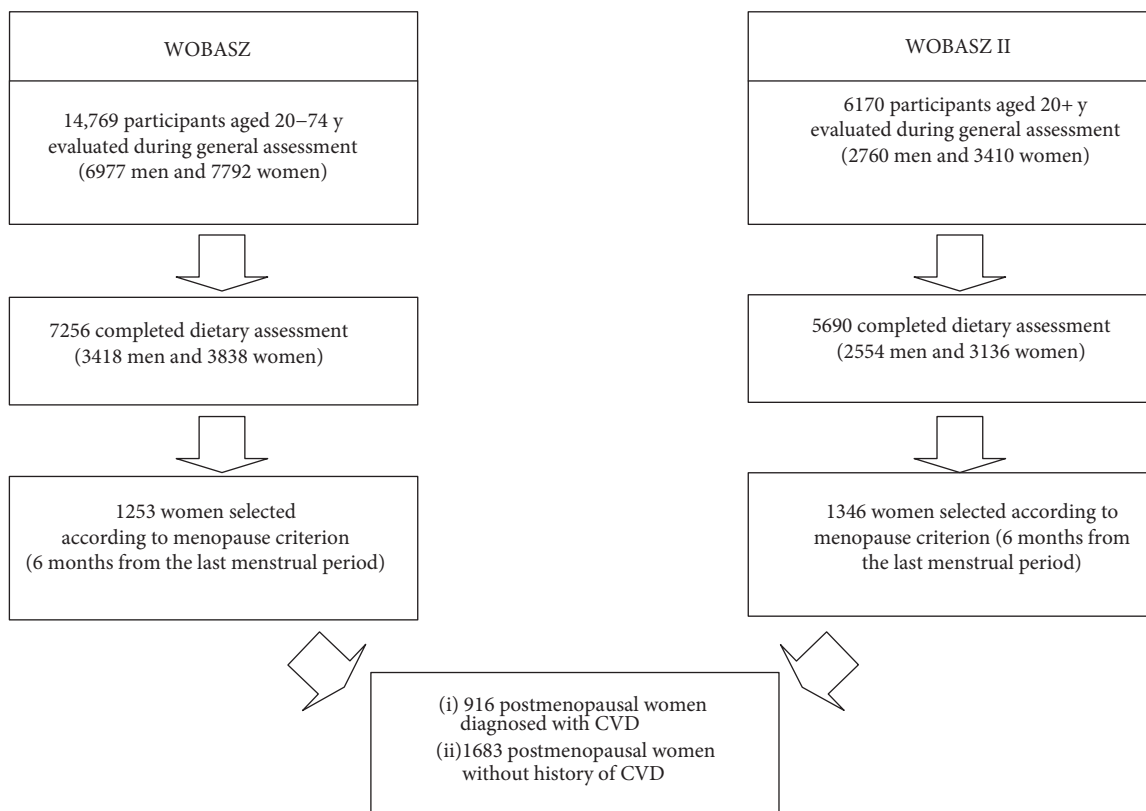 WOBASZ
14,769 participants aged 20−74 y
evaluated during general assessment
(6977 men and 7792 women)
7256 completed dietary assessment
(3418 men and 3838 women)
1253 women selected
according to menopause criterion
(6 months from the last menstrual period)
WOBASZ II
6170 participants aged 20+ y
evaluated during general assessment
(2760 men and 3410 women)
5690 completed dietary assessment
(2554 men and 3136 women)
1346 women selected according to
menopause criterion (6 months from
the last menstrual period)
(i) 916 postmenopausal women
diagnosed with CVD
(ii)1683 postmenopausal women
without history of CVD